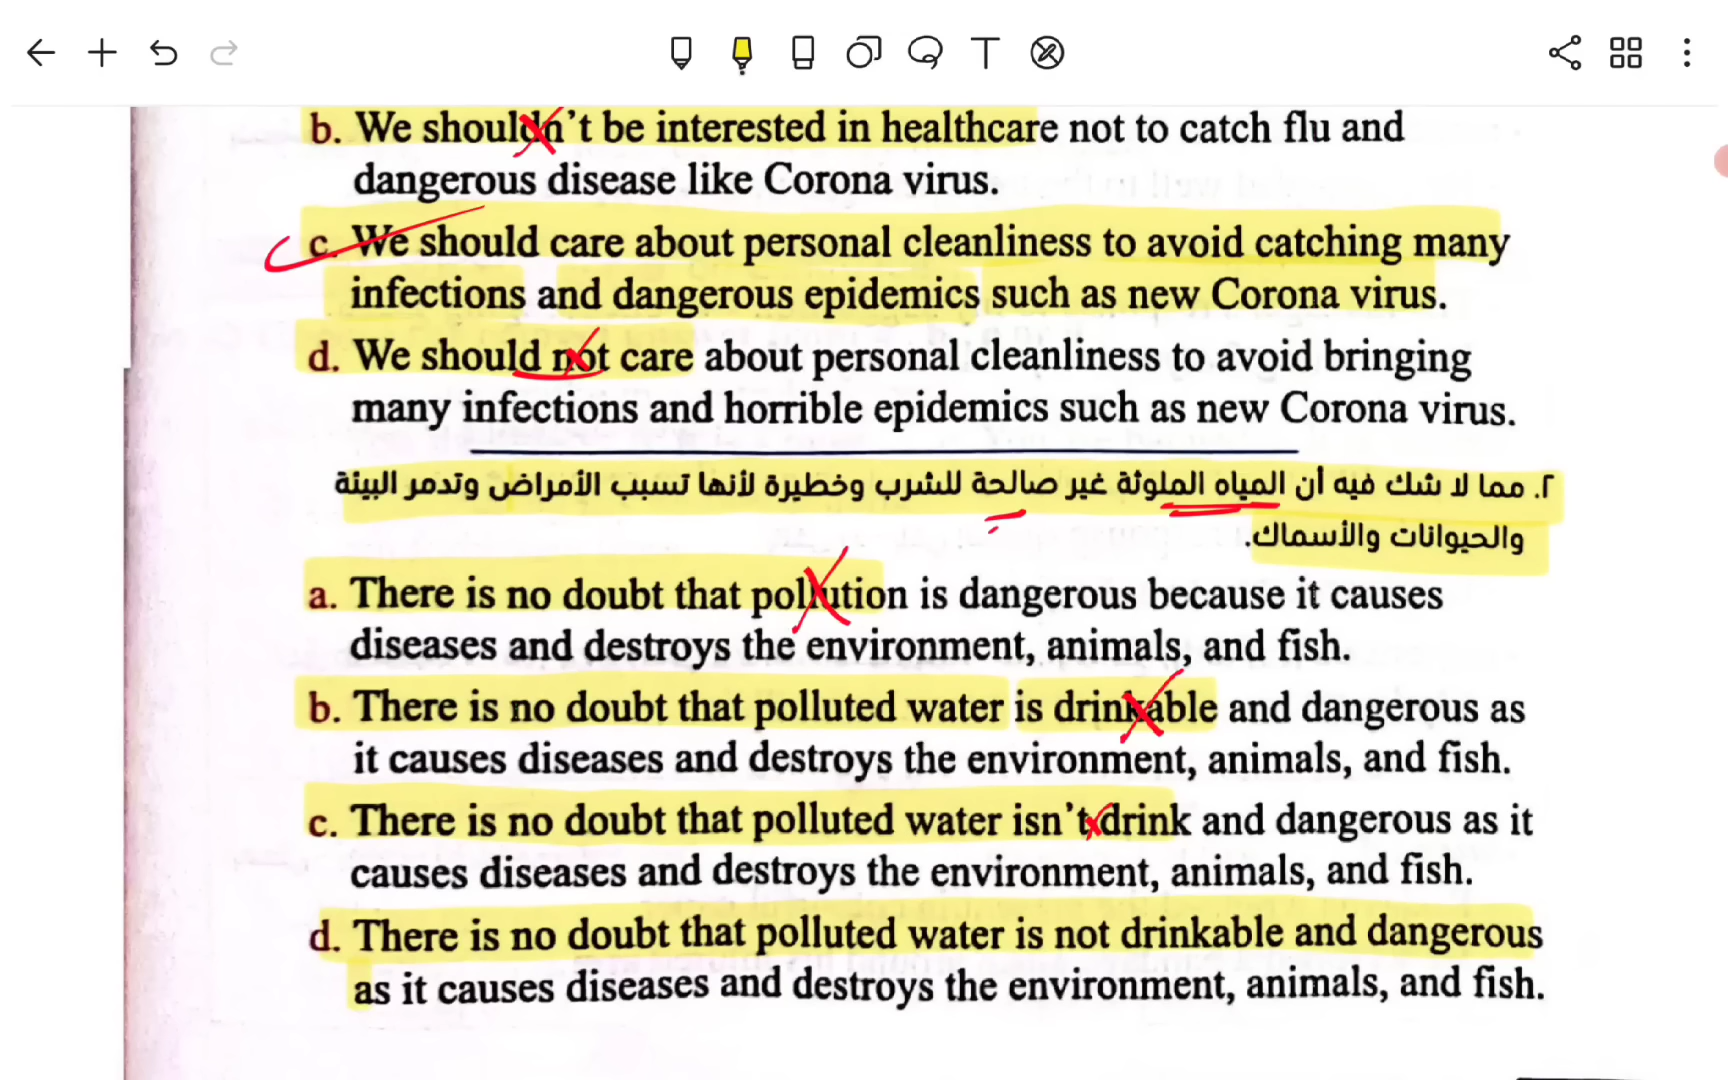 b. We shouldn't be interested in healthcare not to catch flu and
dangerous disease like Corona virus.
c. We should care about personal cleanliness to avoid catching many
infections and dangerous epidemics such as new Corona virus.
d. We should not care about personal cleanliness to avoid bringing
many infections and horrible epidemics such as new Corona virus.
٢. مما لا شك فيه أن المياه الملوثة غير صالحة للشرب وخطيرة لأنها تسبب الأمراض وتدمر البيئة
والحيوانات والأسماك.
a. There is no doubt that pollution is dangerous because it causes
diseases and destroys the environment, animals, and fish.
b. There is no doubt that polluted water is drinkable and dangerous as
it causes diseases and destroys the environment, animals, and fish.
c. There is no doubt that polluted water isn't drink and dangerous as it
causes diseases and destroys the environment, animals, and fish.
d. There is no doubt that polluted water is not drinkable and dangerous
as it causes diseases and destroys the environment, animals, and fish.